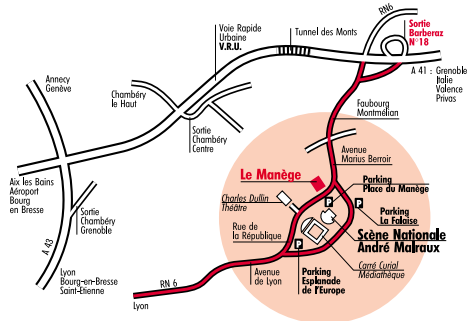 RN6
Sortie
Barberaz
N°18
Voie Rapide
Urbaine
V.R.U.
Tunnel des Monts
A 41 : Grenoble
Italie
Valence
Privas
Annecy
Genève
Chambéry
le Haut
Faubourg
Montmélian
Sortie
Chambéry
Centre
Avenue
Marius Berroir
Aix les Bains
Aéroport
Bourg
en Bresse
Le Manège
Parking
Place du Manège
Charles Dullin
Théâtre
P
P
Parking
La Falaise
Sortie
Chambéry
Grenoble
Rue de
la République
Scène Nationale
André Malraux
P
A 43
Carré Curial
Médiathèque
Lyon
Bourg-en-Bresse
Saint-Etienne
Avenue
de Lyon
Parking
Esplanade
de l'Europe
RN 6
Lyon